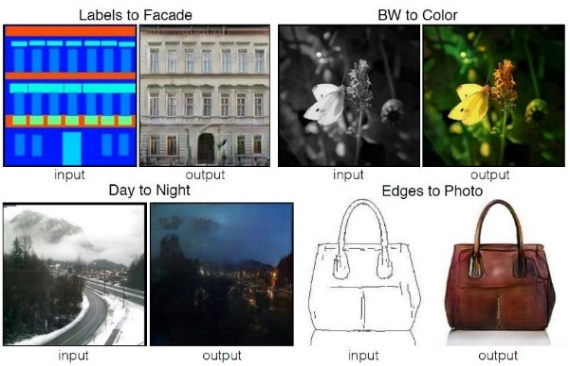 Labels to Facade
BW to Color
input
output
input
output
Day to Night
Edges to Photo
input
output
input
output